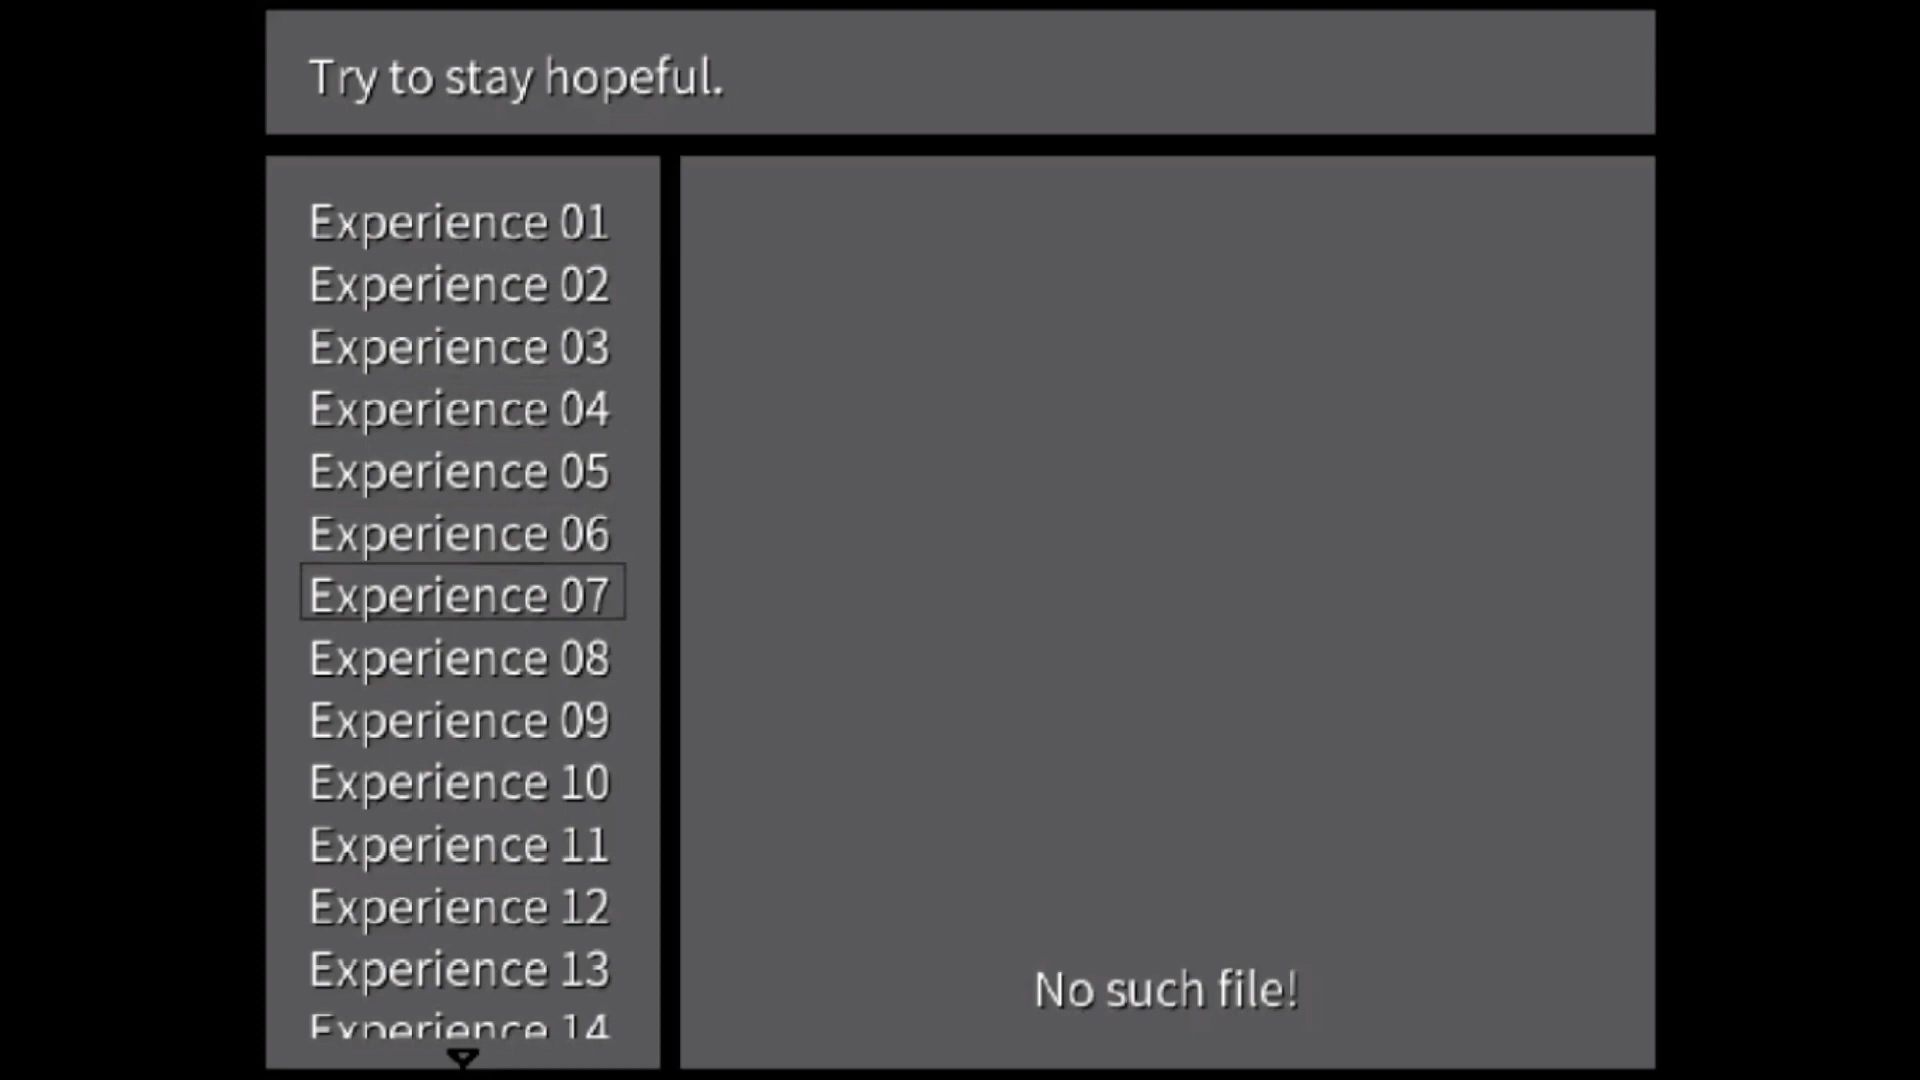 Try to stay hopeful.
Experience 01
Experience 02
Experience 03
Experience 04
Experience 05
Experience 06
Experience 07
Experience 08
Experience 09
Experience 10
Experience 11
Experience 12
Experience 13
Experience 14
No such file!